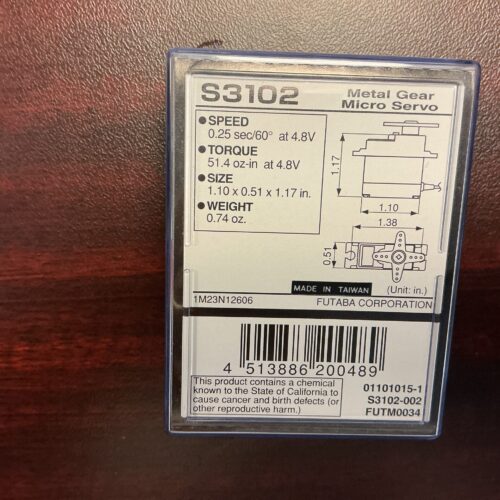 S3102
Metal Gear
Micro Servo
● SPEED
0.25 sec/60° at 4.8V
● TORQUE
51.4 oz-in at 4.8V
● SIZE
1.10 x 0.51 x 1.17 in.
● WEIGHT
0.74 oz.
1.17
1.10
1.38
0.51
MADE IN TAIWAN
(Unit: in.)
1M23N12606
FUTABA CORPORATION
4 513886 200489
This product contains a chemical
known to the State of California to
cause cancer and birth defects (or
other reproductive harm.)
01101015-1
S3102-002
FUTM0034